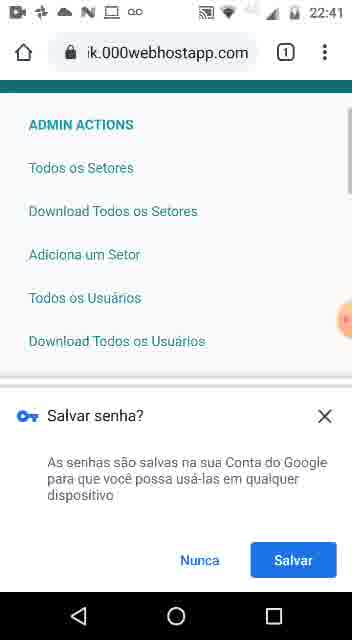 22:41
ik.000webhostapp.com
1
ADMIN ACTIONS
Todos os Setores
Download Todos os Setores
Adiciona um Setor
Todos os Usuários
Download Todos os Usuários
Salvar senha?
As senhas são salvas na sua Conta do Google
para que você possa usá-las em qualquer
dispositivo
Nunca
Salvar